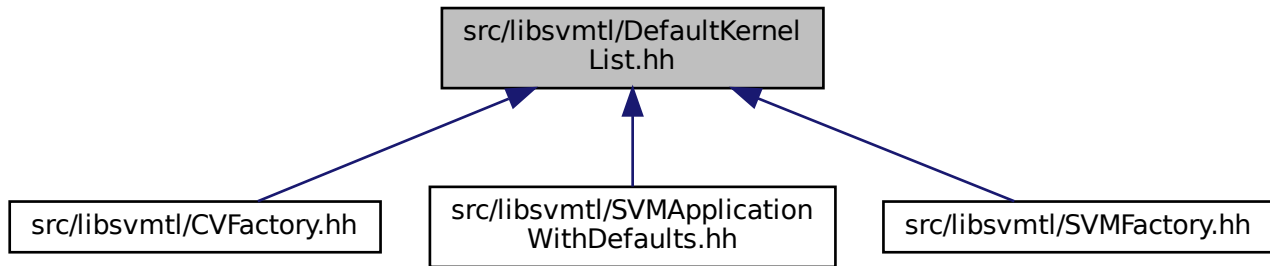 src/libsvmtl/DefaultKernel
List.hh
src/libsvmtl/CVFactory.hh
src/libsvmtl/SVMApplication
WithDefaults.hh
src/libsvmtl/SVMFactory.hh